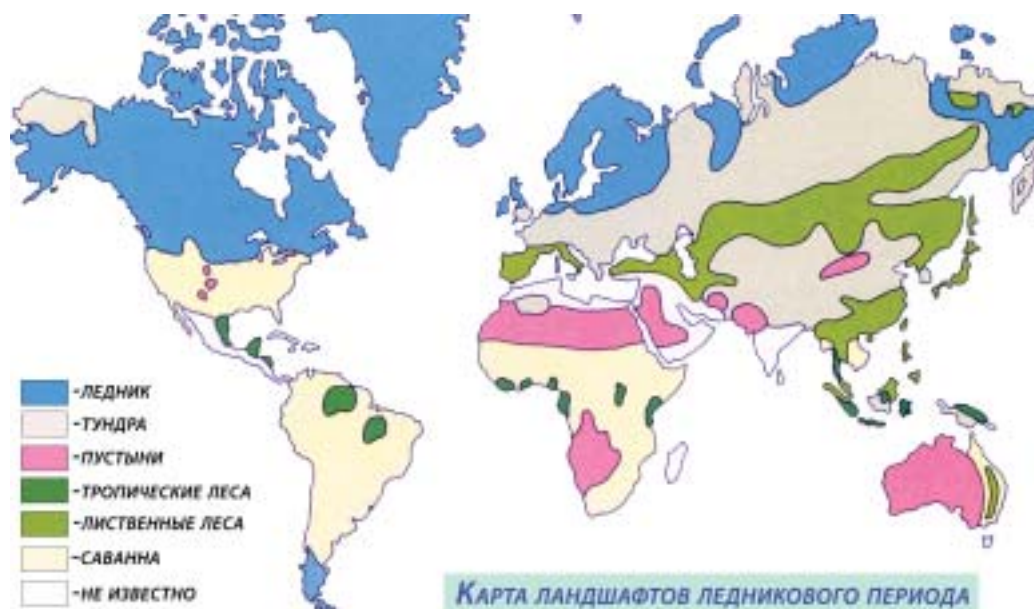 -ЛЕДНИК
-ТУНДРА
-ПУСТЫНИ
-ТРОПИЧЕСКИЕ ЛЕСА
-ЛИСТВЕННЫЕ ЛЕСА
-САВАННА
-НЕ ИЗВЕСТНО
КАРТА ЛАНДШАФТОВ ЛЕДНИКОВОГО ПЕРИОДА